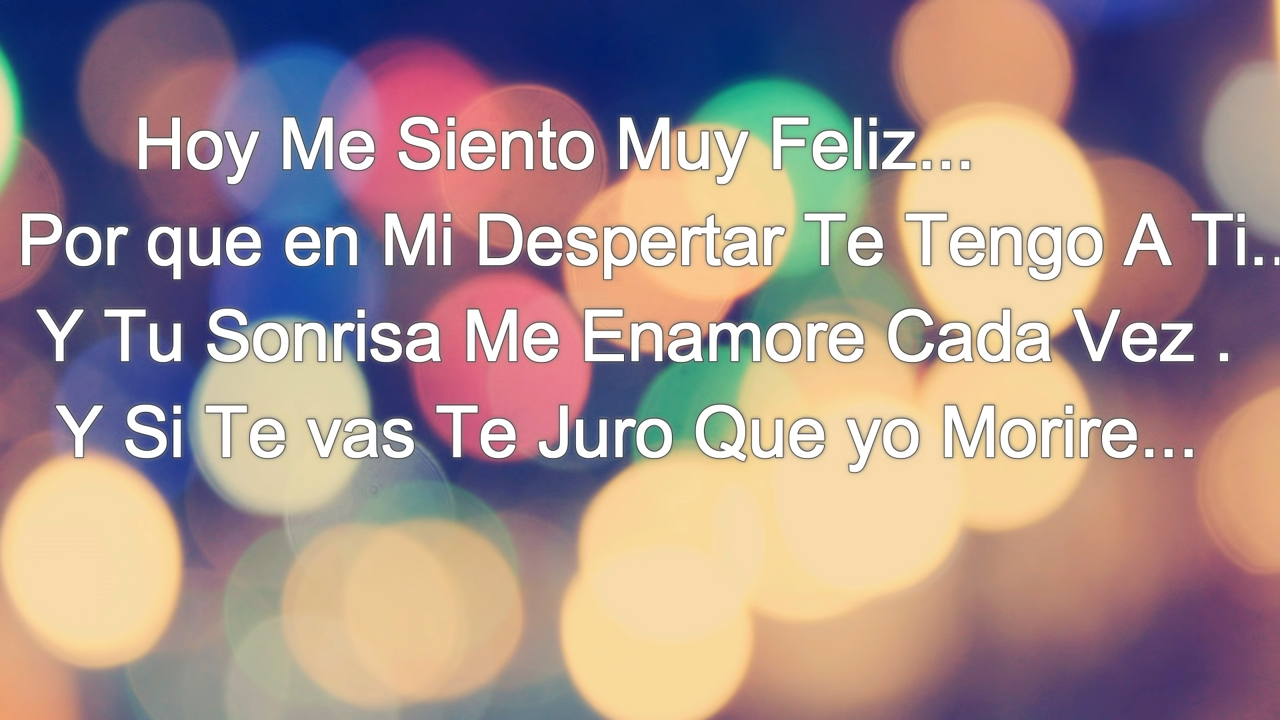 Hoy Me Siento Muy Feliz...
Por que en Mi Despertar Te Tengo A Ti..
Y Tu Sonrisa Me Enamore Cada Vez .
Y Si Te vas Te Juro Que yo Morire...